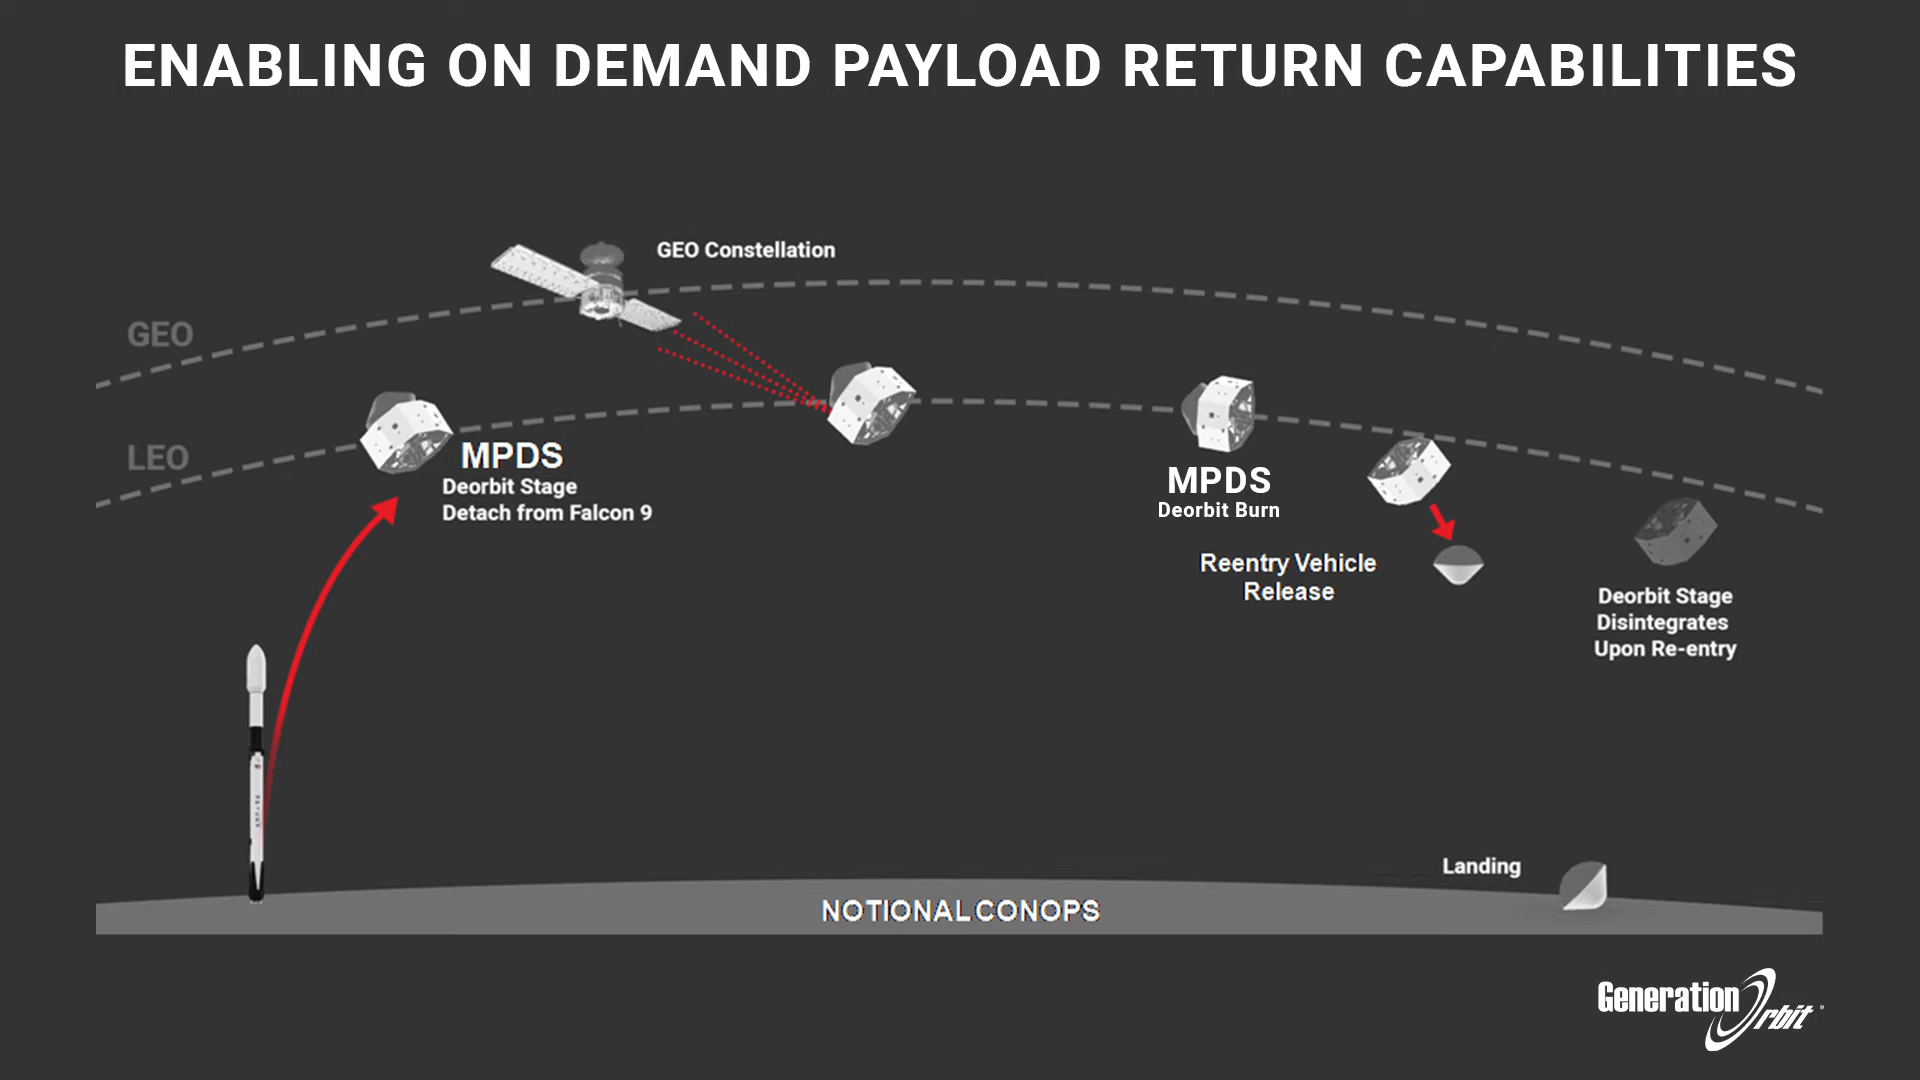 ENABLING ON DEMAND PAYLOAD RETURN CAPABILITIES
GEO Constellation
GEO
LEO
MPDS
Deorbit Stage
Detach from Falcon 9
MPDS
Deorbit Burn
Reentry Vehicle
Release
Deorbit Stage
Disintegrates
Upon Re-entry
Landing
NOTIONAL CONOPS
Generation Orbit